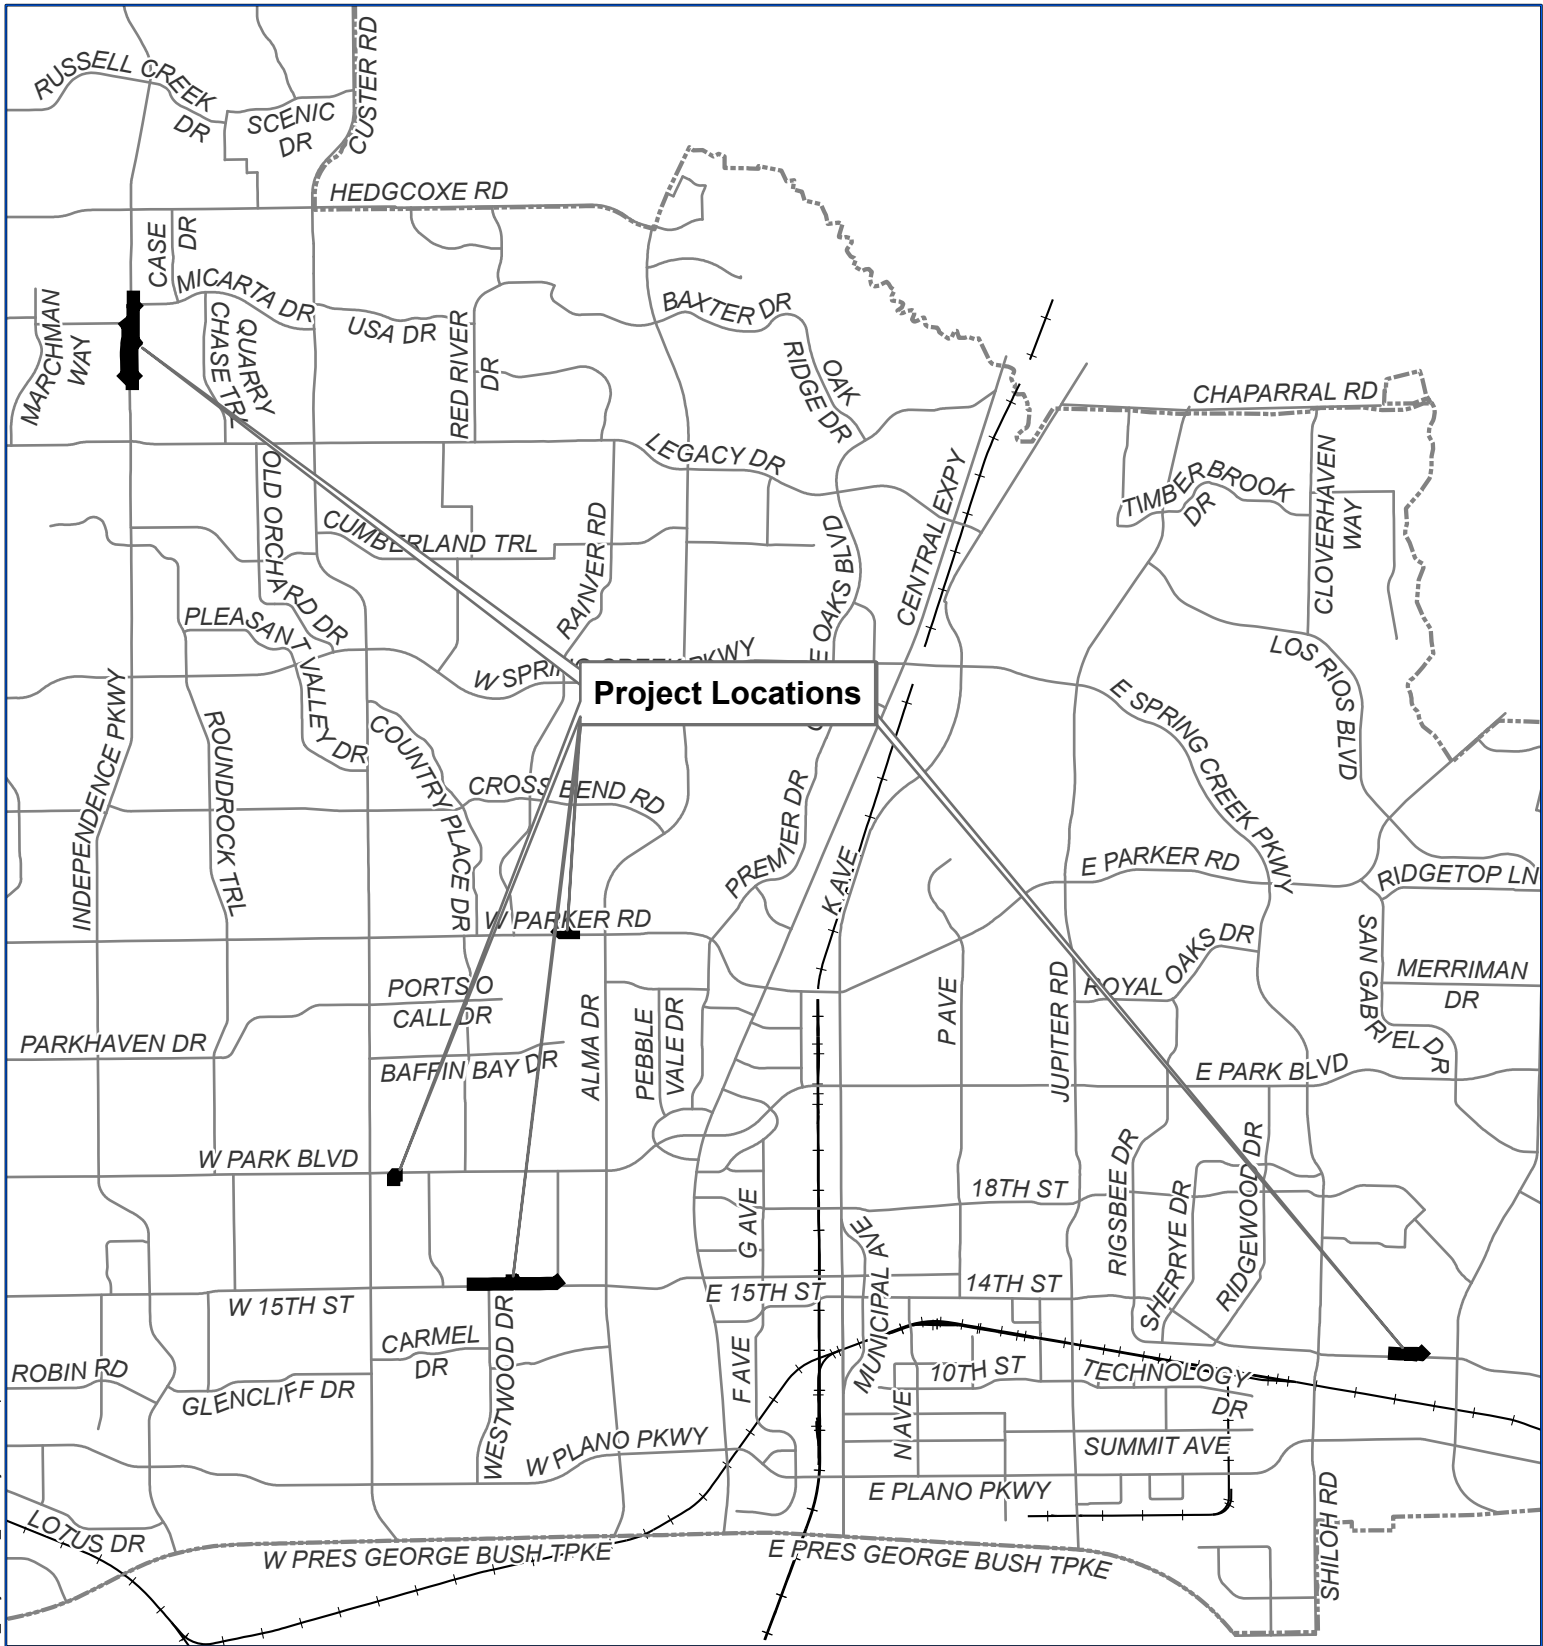 RUSSELL CREEK
DR
SCENIC
DR
CUSTER RD
HEDGCOXE RD
CASE
DR
MICARTA DR
USA DR
MARCHMAN
WAY
QUARRY
CHASE TRL
RED RIVER
DR
BAXTER DR
OAK
RIDGE DR
CHAPARRAL RD
LEGACY DR
OLD ORCHARD DR
CUMBERLAND TRL
RAINIER RD
CENTRAL EXPY
TIMBERBROOK
DR
CLOVERHAVEN
WAY
PLEASANT VALLEY DR
W SPRING CREEK PKWY
E OAKS BLVD
LOS RIOS BLVD
Project Locations
E SPRING CREEK PKWY
INDEPENDENCE PKWY
ROUNDROCK TRL
COUNTRY PLACE DR
CROSS BEND RD
PREMIER DR
K AVE
E PARKER RD
RIDGETOP LN
W PARKER RD
OAKS DR
ROYAL
SAN GABRIEL DR
MERRIMAN
DR
PORTS O
CALL DR
ALMA DR
PEBBLE
VALE DR
P AVE
JUPITER RD
PARKHAVEN DR
BAFFIN BAY DR
E PARK BLVD
W PARK BLVD
18TH ST
RIGSBEE DR
SHERRYE DR
RIDGEWOOD DR
G AVE
MUNICIPAL AVE
W 15TH ST
E 15TH ST
14TH ST
WESTWOOD DR
CARMEL
DR
ROBIN RD
GLENCLIFF DR
F AVE
10TH ST
TECHNOLOGY
DR
N AVE
W PLANO PKWY
SUMMIT AVE
E PLANO PKWY
LOTUS DR
W PRES GEORGE BUSH TPKE
E PRES GEORGE BUSH TPKE
SHILOH RD